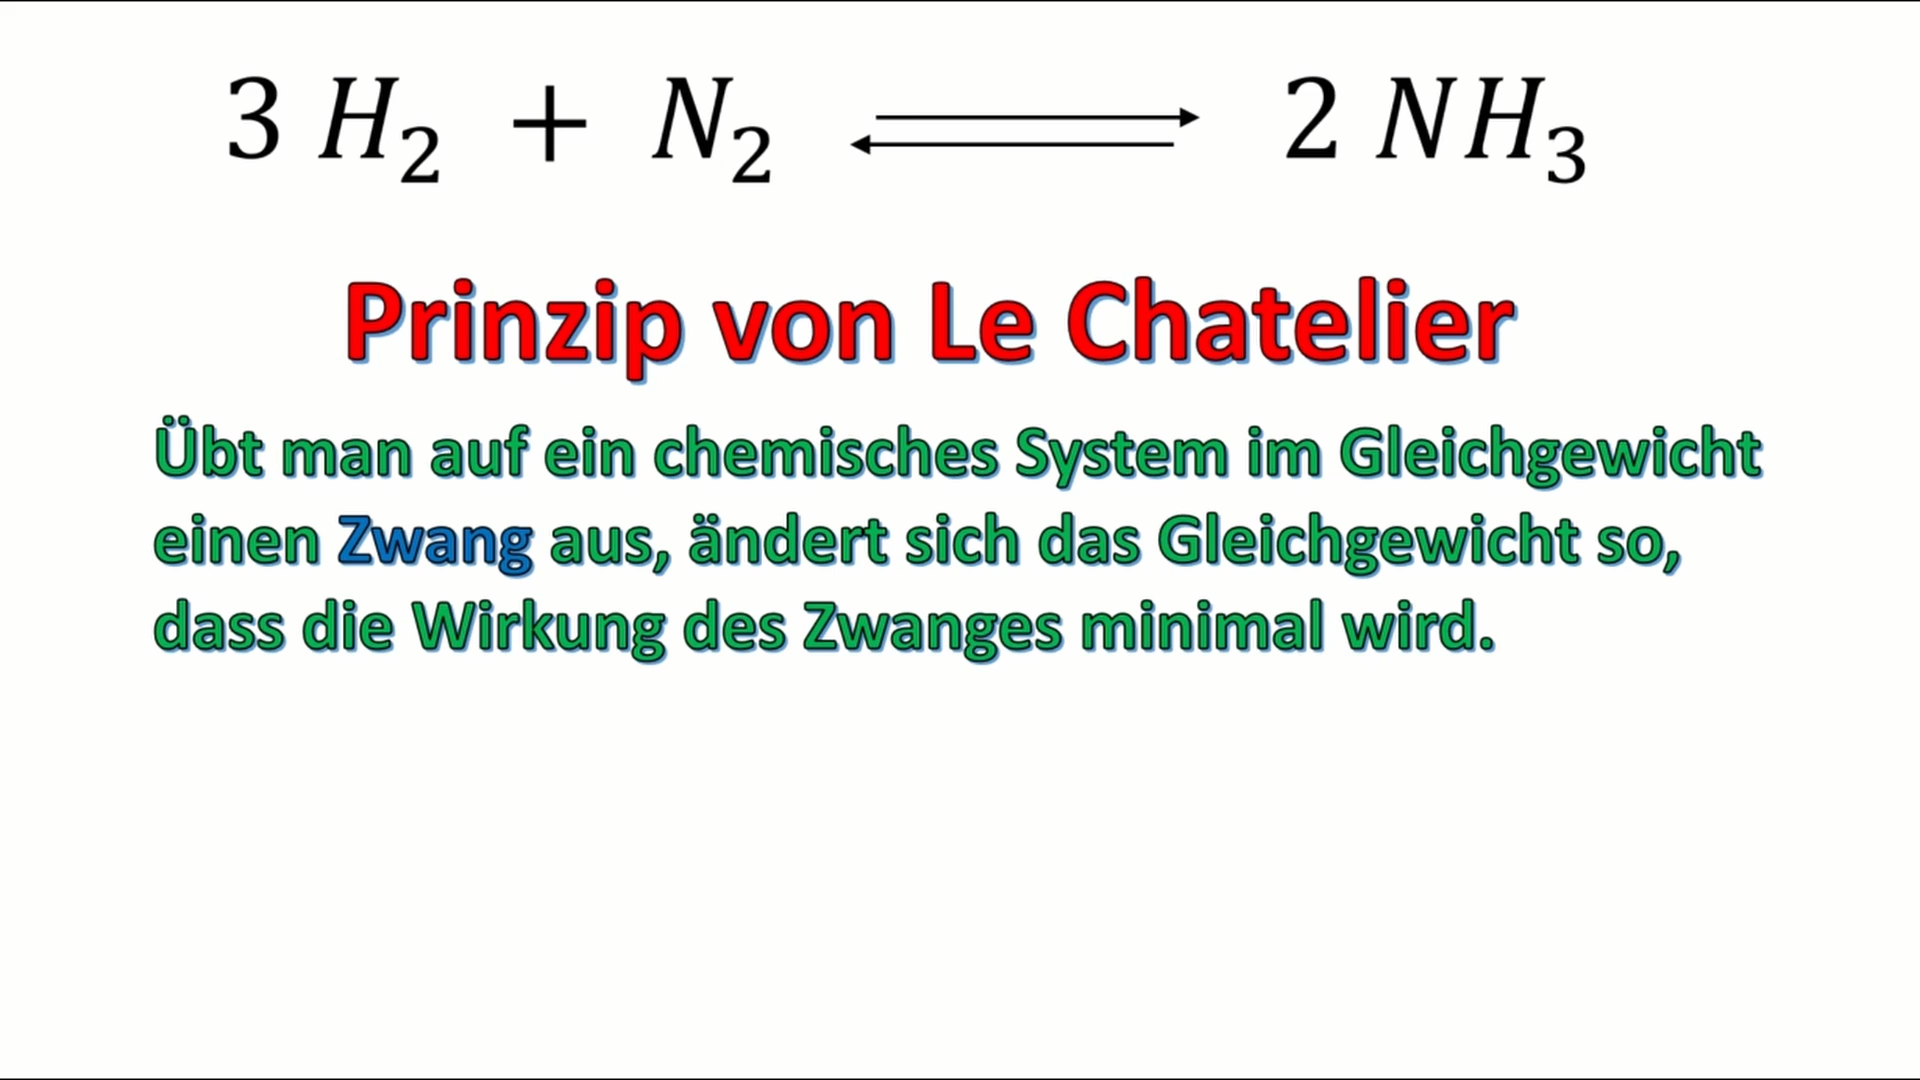 3 H₂ + N₂ ⇌ 2 NH₃
Prinzip von Le Chatelier
Übt man auf ein chemisches System im Gleichgewicht
einen Zwang aus, ändert sich das Gleichgewicht so,
dass die Wirkung des Zwanges minimal wird.